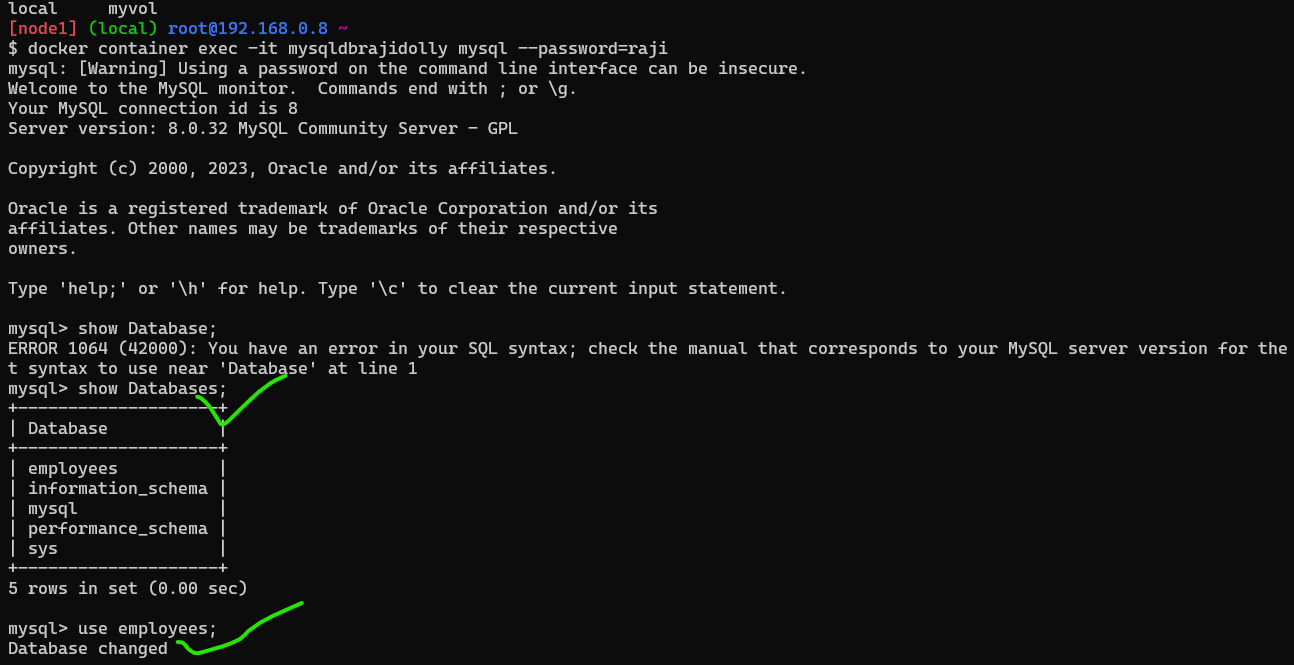 local     myvol
[node1] (local) root@192.168.0.8 ~
$ docker container exec -it mysqldbrajidolly mysql --password=raji
mysql: [Warning] Using a password on the command line interface can be insecure.
Welcome to the MySQL monitor.  Commands end with ; or \g.
Your MySQL connection id is 8
Server version: 8.0.32 MySQL Community Server - GPL

Copyright (c) 2000, 2023, Oracle and/or its affiliates.

Oracle is a registered trademark of Oracle Corporation and/or its
affiliates. Other names may be trademarks of their respective
owners.

Type 'help;' or '\h' for help. Type '\c' to clear the current input statement.

mysql> show Database;
ERROR 1064 (42000): You have an error in your SQL syntax; check the manual that corresponds to your MySQL server version for the
t syntax to use near 'Database' at line 1
mysql> show Databases;
+--------------------+
| Database           |
+--------------------+
| employees          |
| information_schema |
| mysql              |
| performance_schema |
| sys                |
+--------------------+
5 rows in set (0.00 sec)

mysql> use employees;
Database changed